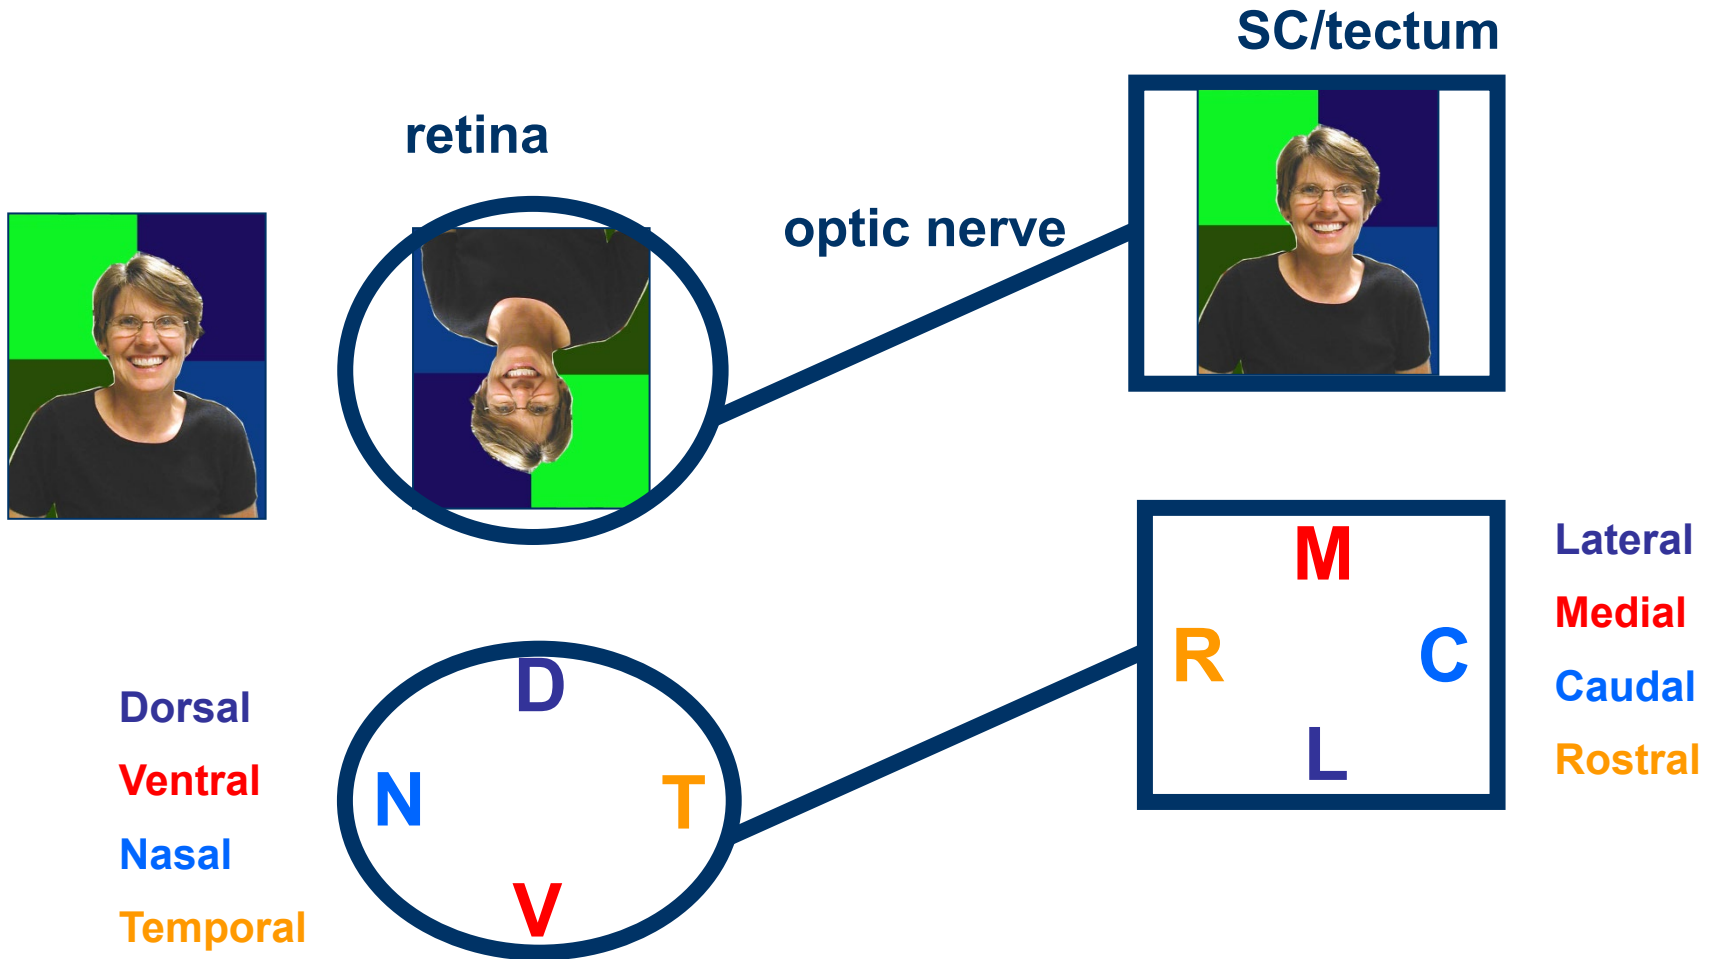 SC/tectum
retina
optic nerve
M
R
C
L
Lateral
Medial
Caudal
Rostral
D
N
T
V
Dorsal
Ventral
Nasal
Temporal